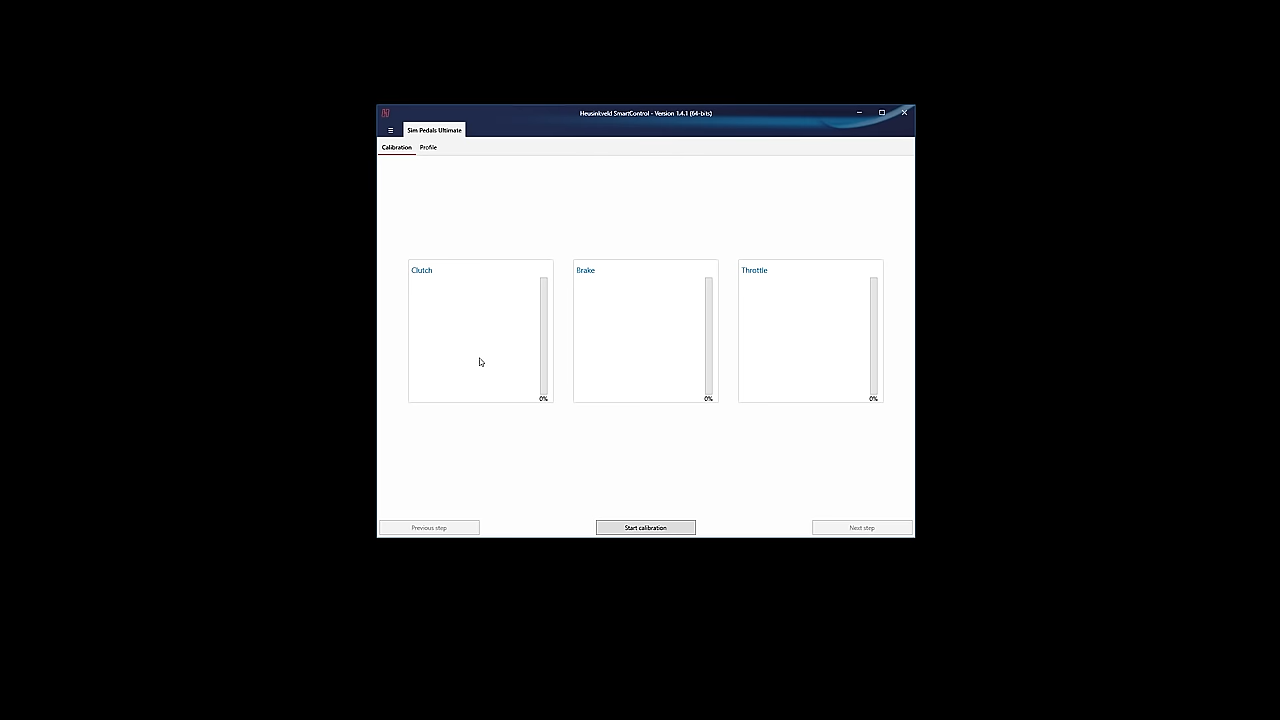 Heusinkveld SmartControl - Version 1.4.1 (64-bits)
Sim Pedals Ultimate
Calibration Profile
Clutch Brake Throttle
0% 0% 0%
Previous step Start calibration Next step